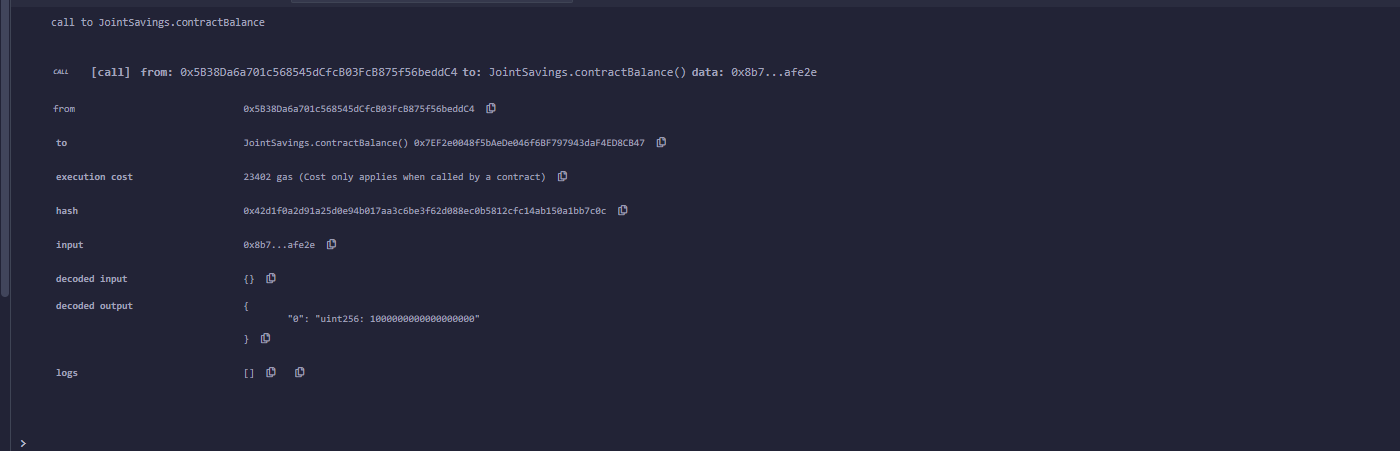 call to JointSavings.contractBalance
CALL [call] from: 0x5B38Da6a701c568545dCfcB03FcB875f56beddC4 to: JointSavings.contractBalance() data: 0x8b7...afe2e
from 0x5B38Da6a701c568545dCfcB03FcB875f56beddC4
to JointSavings.contractBalance() 0x7EF2e0048f5bAeDe046f6BF797943daF4ED8CB47
execution cost 23402 gas (Cost only applies when called by a contract)
hash 0x42d1f0a2d91a25d0e94b017aa3c6be3f62d088ec0b5812cfc14ab150a1bb7c0c
input 0x8b7...afe2e
decoded input {}
decoded output {
"0": "uint256: 1000000000000000000"
}
logs []
>